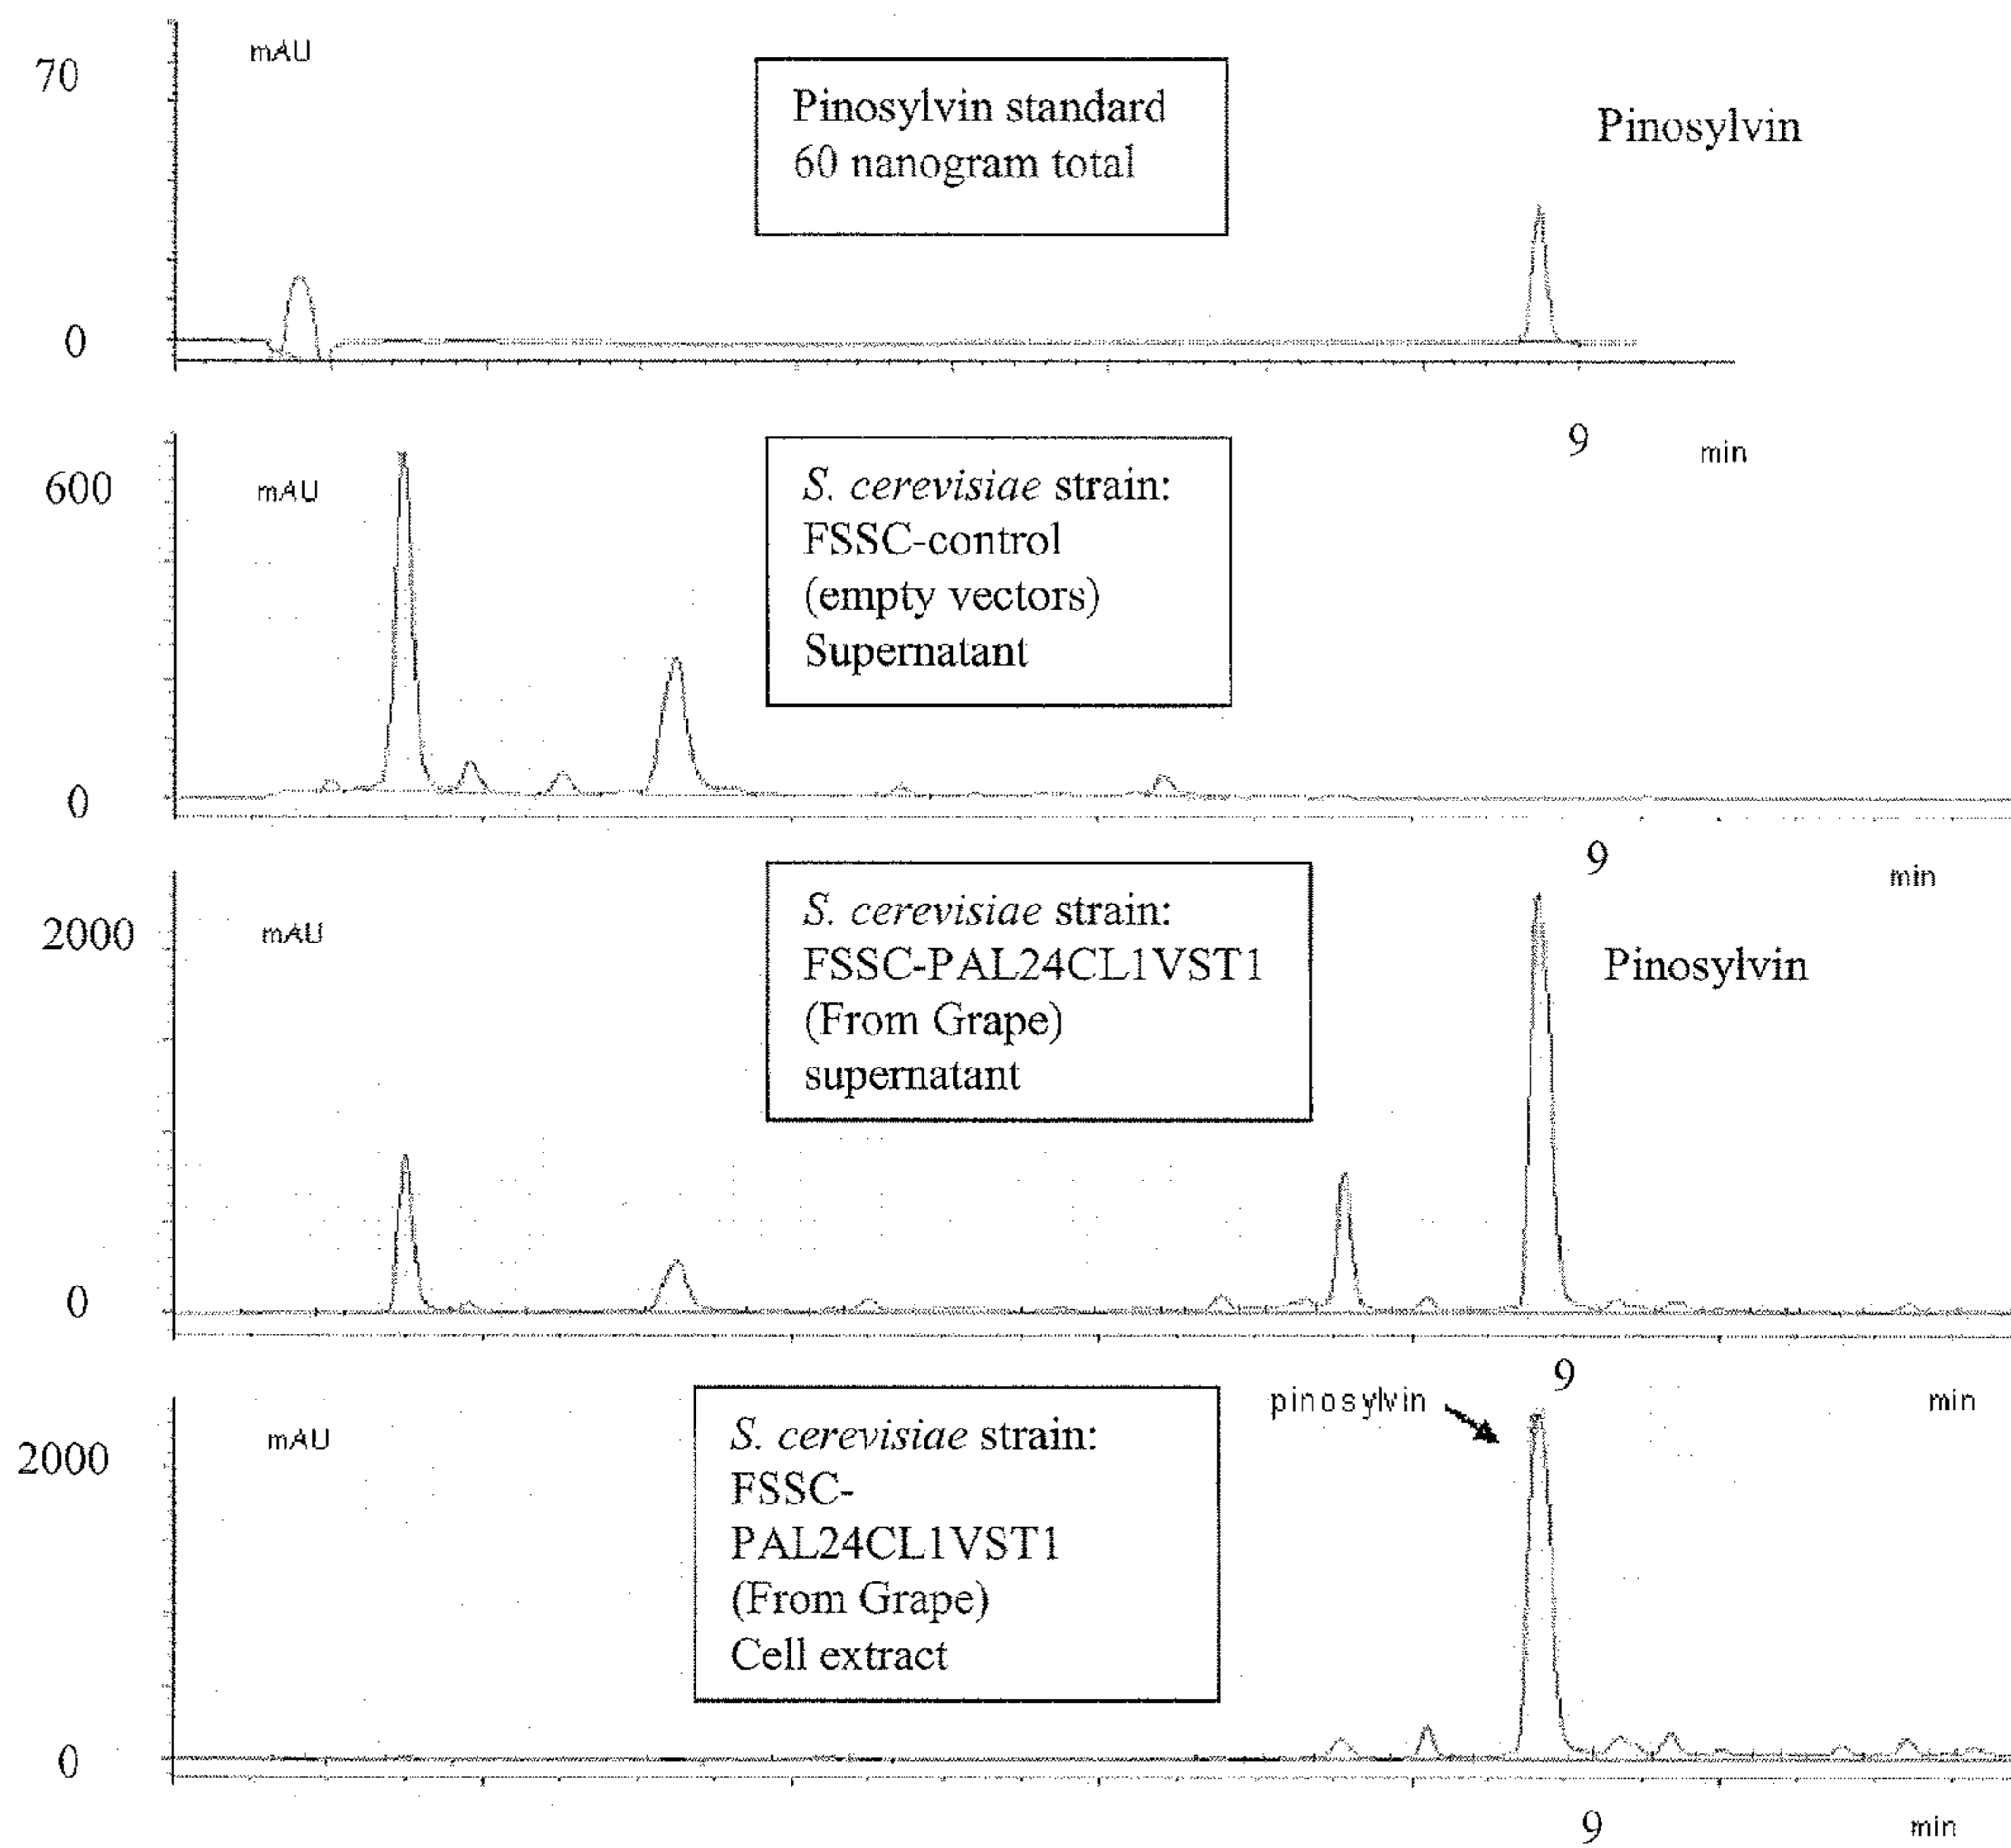 70
mAU
Pinosylvin standard
60 nanogram total
Pinosylvin
0
9
min
600
mAU
S. cerevisiae strain:
FSSC-control
(empty vectors)
Supernatant
0
9
min
2000
mAU
S. cerevisiae strain:
FSSC-PAL24CL1VST1
(From Grape)
supernatant
Pinosylvin
0
9
min
2000
mAU
S. cerevisiae strain:
FSSC-
PAL24CL1VST1
(From Grape)
Cell extract
pinosylvin
0
9
min